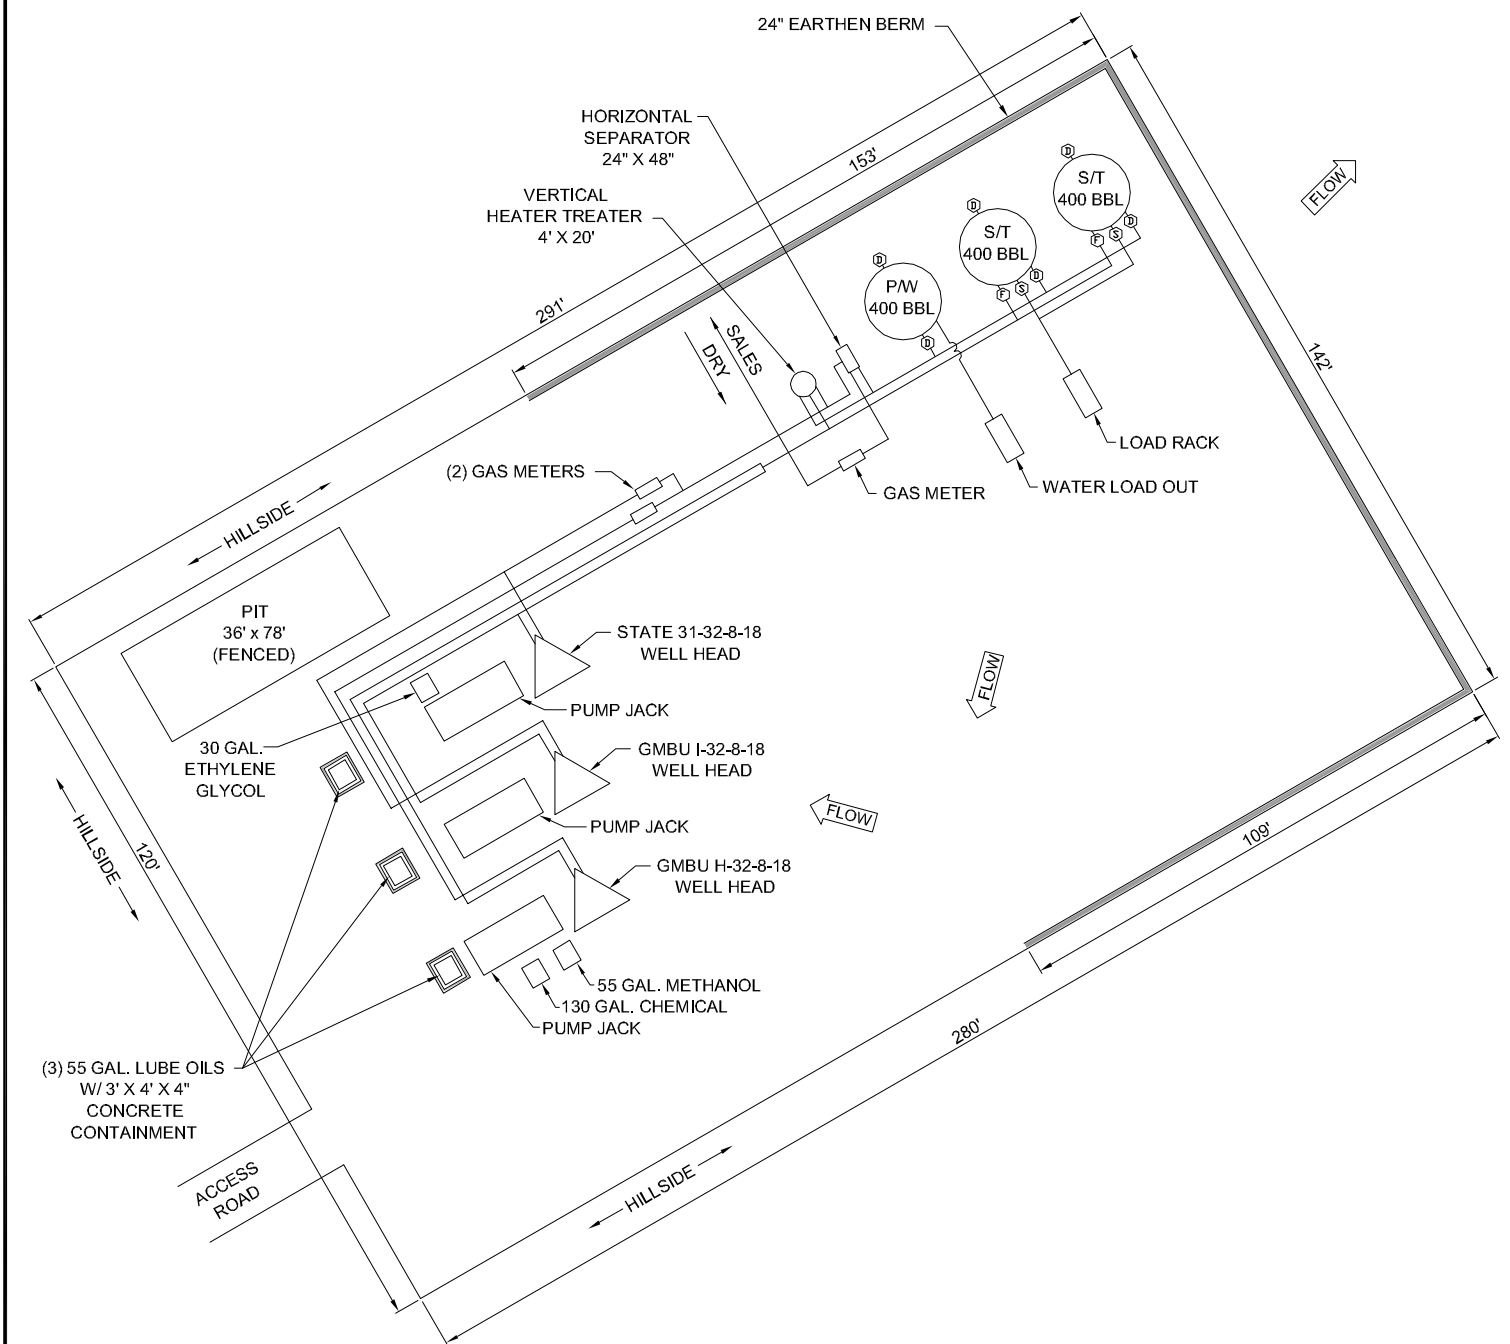 24" EARTHEN BERM
HORIZONTAL
SEPARATOR
24" X 48"
VERTICAL
HEATER TREATER
4' X 20'
153'
291'
D
S/T
400 BBL
D
F
S
D
S/T
400 BBL
F
S
D
D
P/W
400 BBL
D
FLOW
SALES
DRY
142'
LOAD RACK
WATER LOAD OUT
GAS METER
(2) GAS METERS
HILLSIDE
PIT
36' x 78'
(FENCED)
STATE 31-32-8-18
WELL HEAD
PUMP JACK
30 GAL.
ETHYLENE
GLYCOL
GMBU I-32-8-18
WELL HEAD
PUMP JACK
FLOW
FLOW
HILLSIDE
120'
GMBU H-32-8-18
WELL HEAD
109'
55 GAL. METHANOL
130 GAL. CHEMICAL
PUMP JACK
280'
(3) 55 GAL. LUBE OILS
W/ 3' X 4' X 4"
CONCRETE
CONTAINMENT
ACCESS
ROAD
HILLSIDE